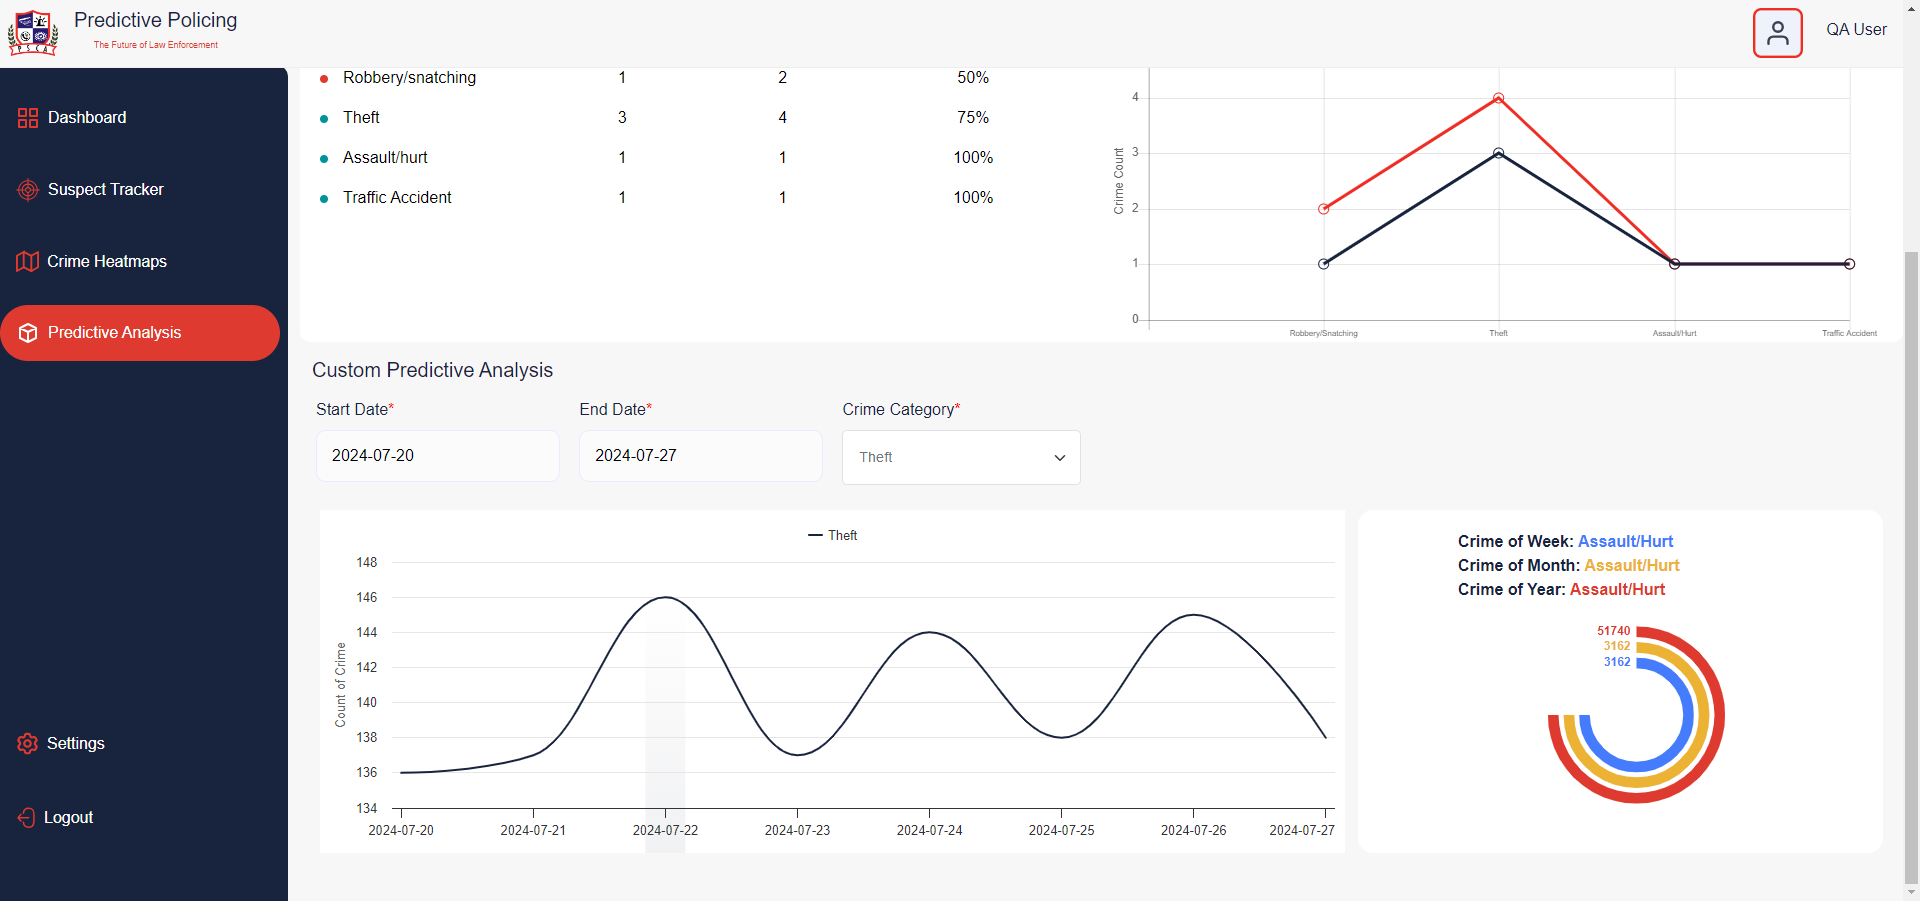 Predictive Policing
The Future of Law Enforcement
PSCA
QA User
Dashboard
Suspect Tracker
Crime Heatmaps
Predictive Analysis
Settings
Logout
Robbery/snatching 1 2 50%
Theft 3 4 75%
Assault/hurt 1 1 100%
Traffic Accident 1 1 100%
Crime Count
4
3
2
1
0
Robbery/Snatching Theft Assault/Hurt Traffic Accident
Custom Predictive Analysis
Start Date* End Date* Crime Category*
2024-07-20 2024-07-27 Theft
Theft
Count of Crime
148
146
144
142
140
138
136
134
2024-07-20 2024-07-21 2024-07-22 2024-07-23 2024-07-24 2024-07-25 2024-07-26 2024-07-27
Crime of Week: Assault/Hurt
Crime of Month: Assault/Hurt
Crime of Year: Assault/Hurt
51740
3162
3162